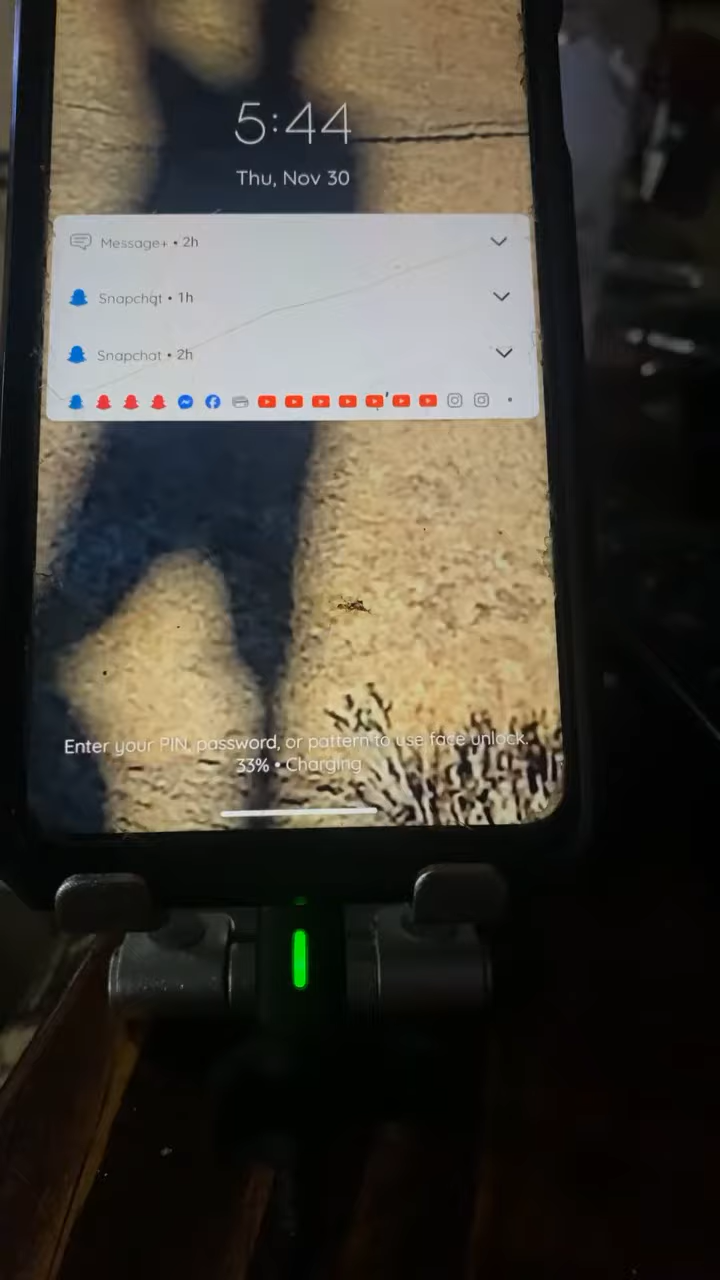 5:44
Thu, Nov 30
Message+ • 2h
Snapchat • 1h
Snapchat • 2h
Enter your PIN, password, or pattern to use face unlock.
33% • Charging